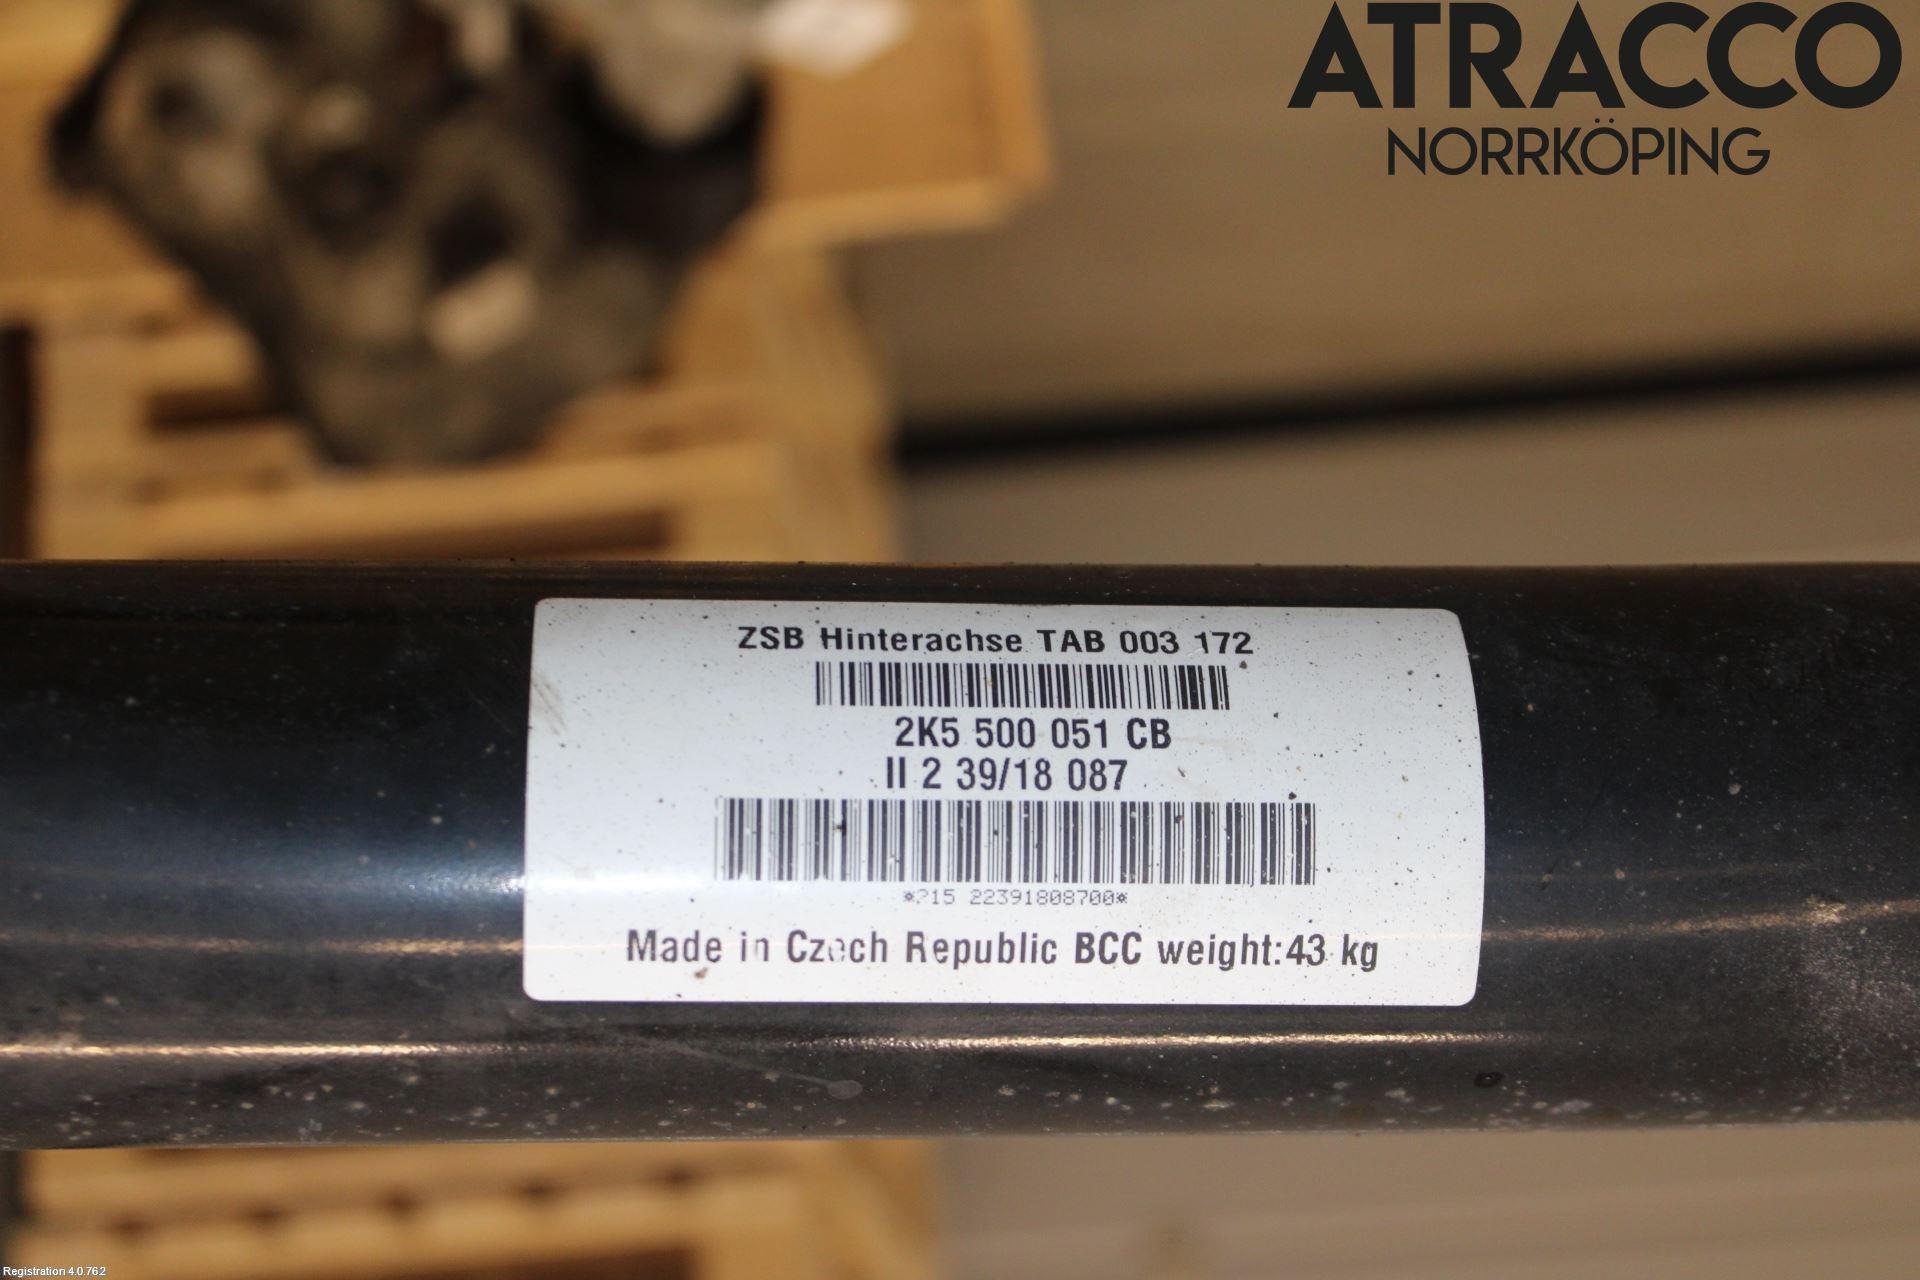 ATRACCO
NORRKÖPING
ZSB Hinterachse TAB 003 172
2K5 500 051 CB
II 2 39/18 087
*215 22391808700*
Made in Czech Republic BCC weight:43 kg
Registration 4.0.762